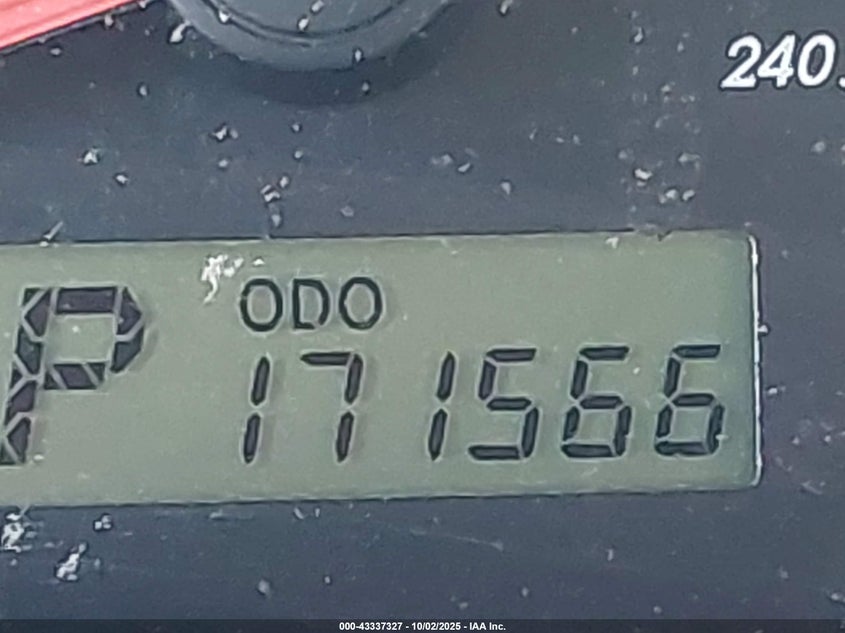 240.
ODO
P 171566
000-43337327 - 10/02/2025 - IAA Inc.